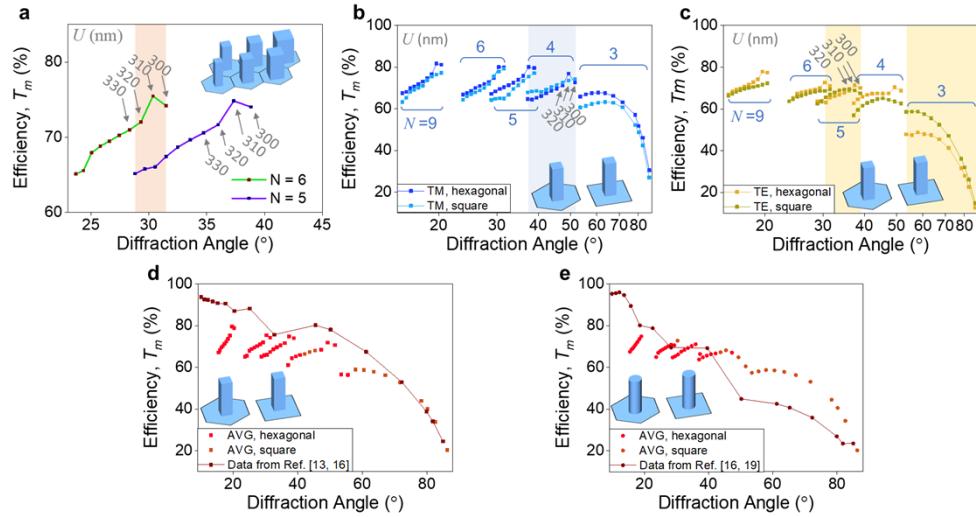 a
U (nm)
310
300
320
330
330
320
310
300
N = 6
N = 5
Efficiency, Tm (%)
80
70
60
25
30
35
40
45
Diffraction Angle (°)
b
U (nm)
6
4
3
N=9
5
320
310
300
TM, hexagonal
TM, square
Efficiency, Tm (%)
100
80
60
40
20
20
30
40
50
60
70
80
Diffraction Angle (°)
c
U (nm)
300
310
320
6
4
3
N=9
5
TE, hexagonal
TE, square
Efficiency, Tm (%)
100
80
60
40
20
20
30
40
50
60
70
80
Diffraction Angle (°)
d
Efficiency, Tm (%)
100
80
60
40
20
AVG, hexagonal
AVG, square
Data from Ref. [13, 16]
20
40
60
80
Diffraction Angle (°)
e
Efficiency, Tm (%)
100
80
60
40
20
AVG, hexagonal
AVG, square
Data from Ref. [16, 19]
20
40
60
80
Diffraction Angle (°)